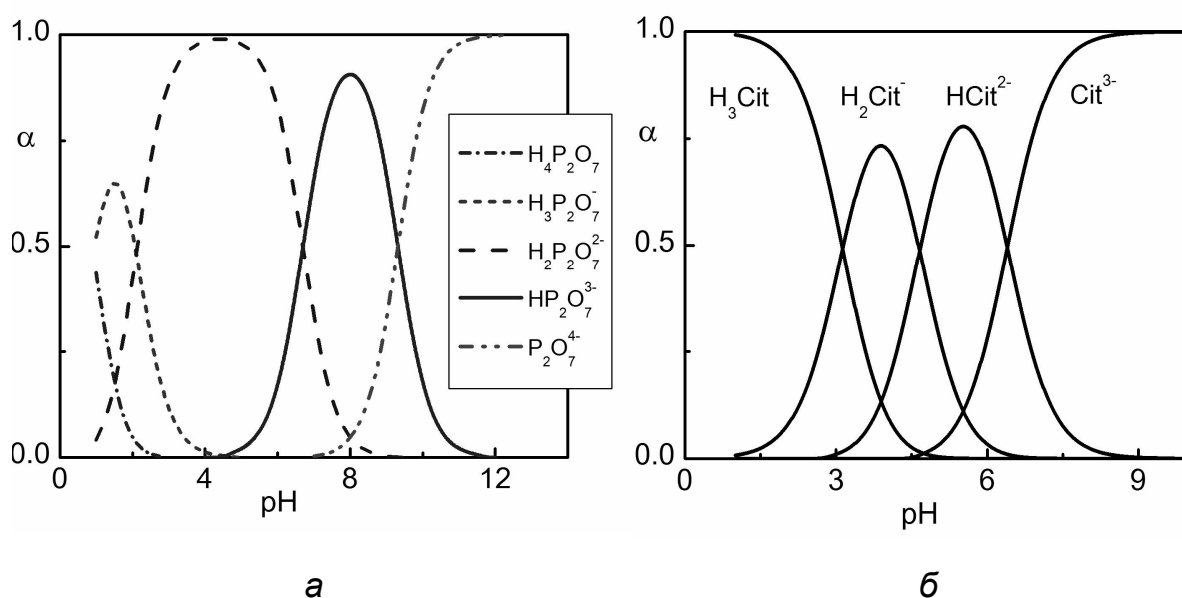 1.0
α
0.5
0.0
0 4 8 12
pH
H₄P₂O₇
H₃P₂O₇⁻
H₂P₂O₇²⁻
HP₂O₇³⁻
P₂O₇⁴⁻
а
1.0
H₃Cit H₂Cit⁻ HCit²⁻ Cit³⁻
α
0.5
0.0
0 3 6 9
pH
б